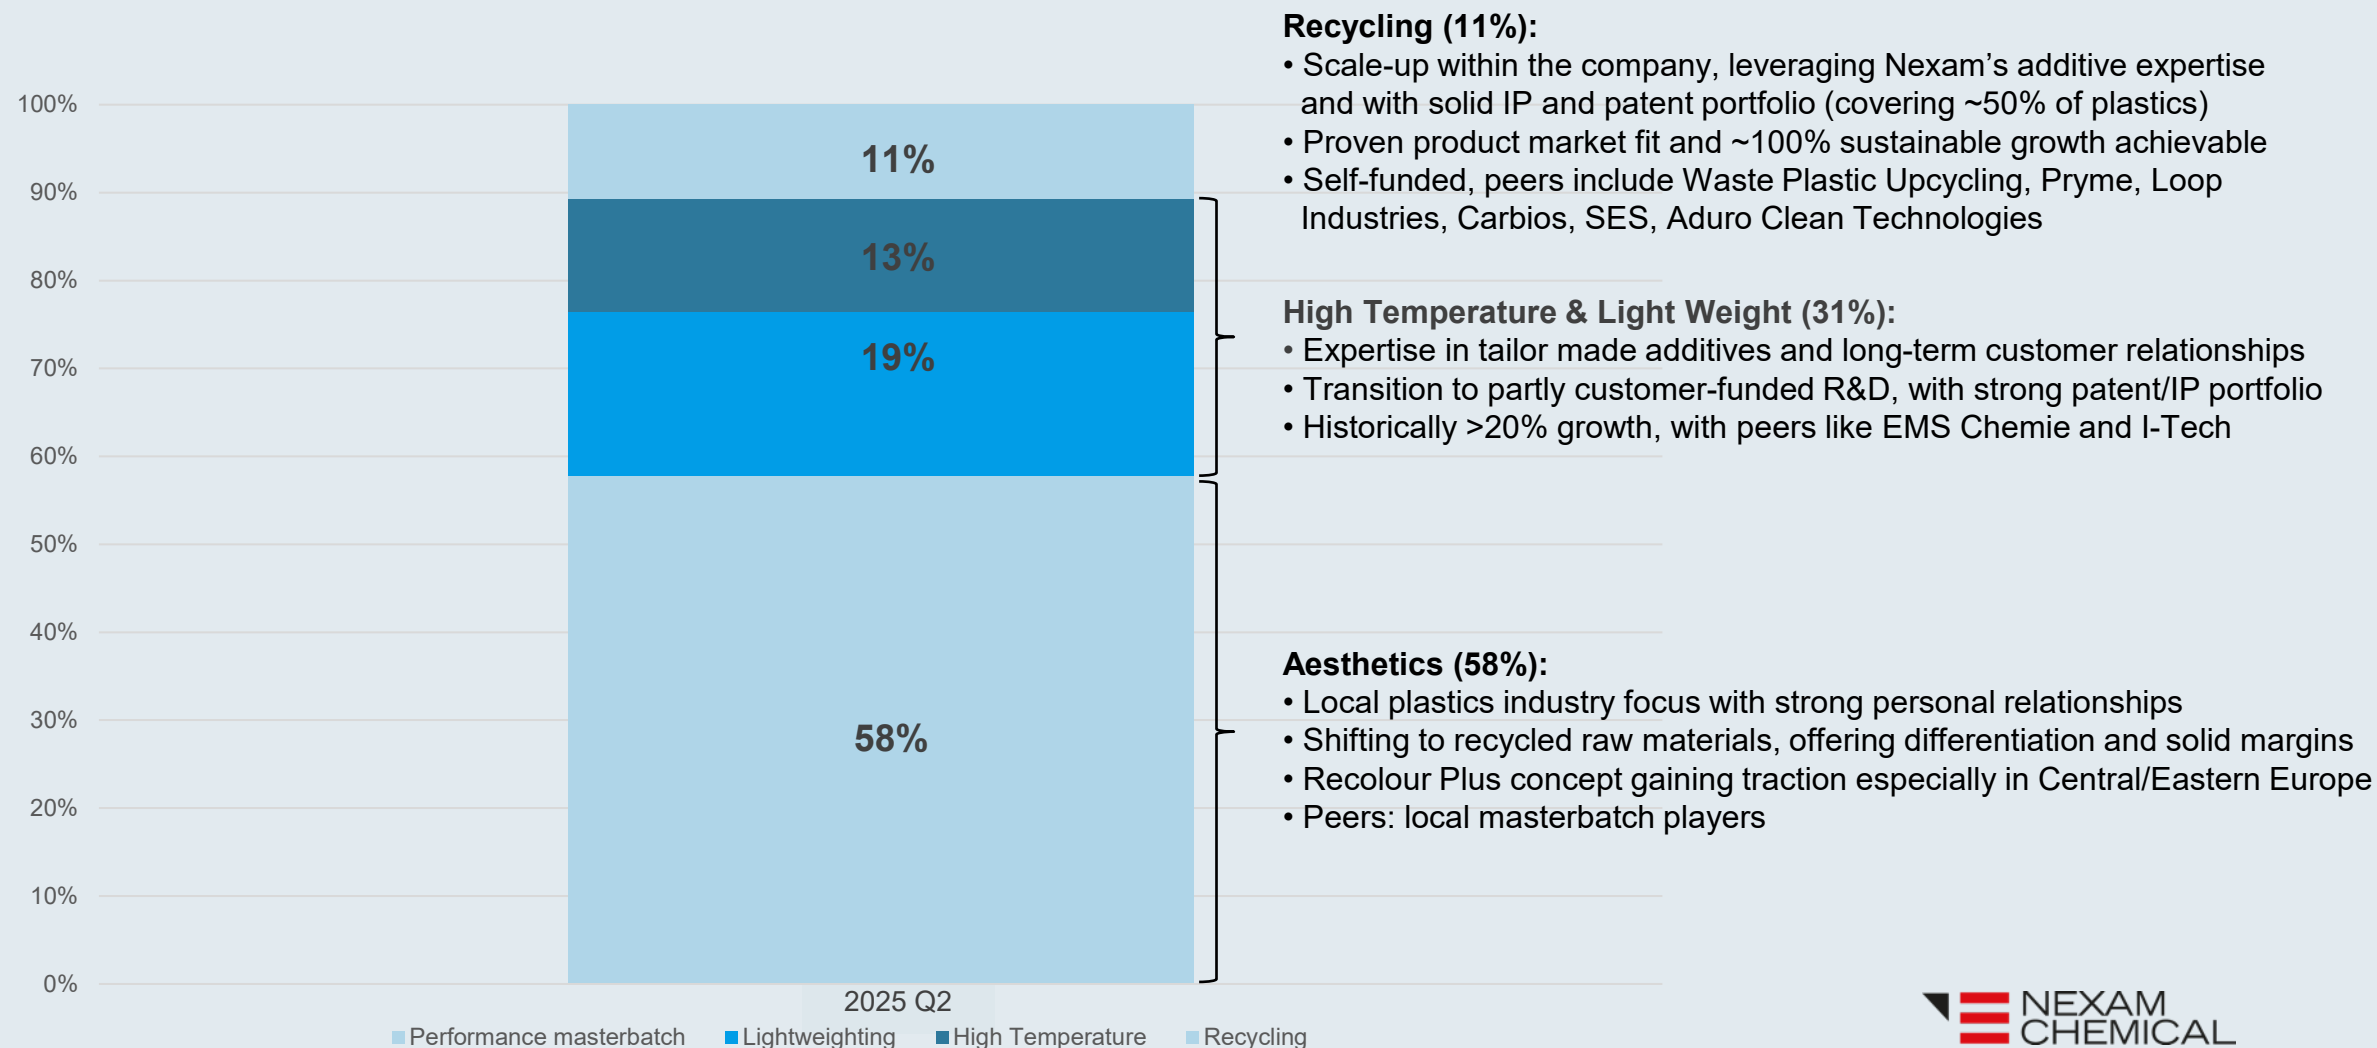 100%
90%
80%
70%
60%
50%
40%
30%
20%
10%
0%
11%
13%
19%
58%
2025 Q2
Performance masterbatch
Lightweighting
High Temperature
Recycling
Recycling (11%):
• Scale-up within the company, leveraging Nexam’s additive expertise
and with solid IP and patent portfolio (covering ~50% of plastics)
• Proven product market fit and ~100% sustainable growth achievable
• Self-funded, peers include Waste Plastic Upcycling, Pryme, Loop
Industries, Carbios, SES, Aduro Clean Technologies
High Temperature & Light Weight (31%):
• Expertise in tailor made additives and long-term customer relationships
• Transition to partly customer-funded R&D, with strong patent/IP portfolio
• Historically >20% growth, with peers like EMS Chemie and I-Tech
Aesthetics (58%):
• Local plastics industry focus with strong personal relationships
• Shifting to recycled raw materials, offering differentiation and solid margins
• Recolour Plus concept gaining traction especially in Central/Eastern Europe
• Peers: local masterbatch players
NEXAM
CHEMICAL